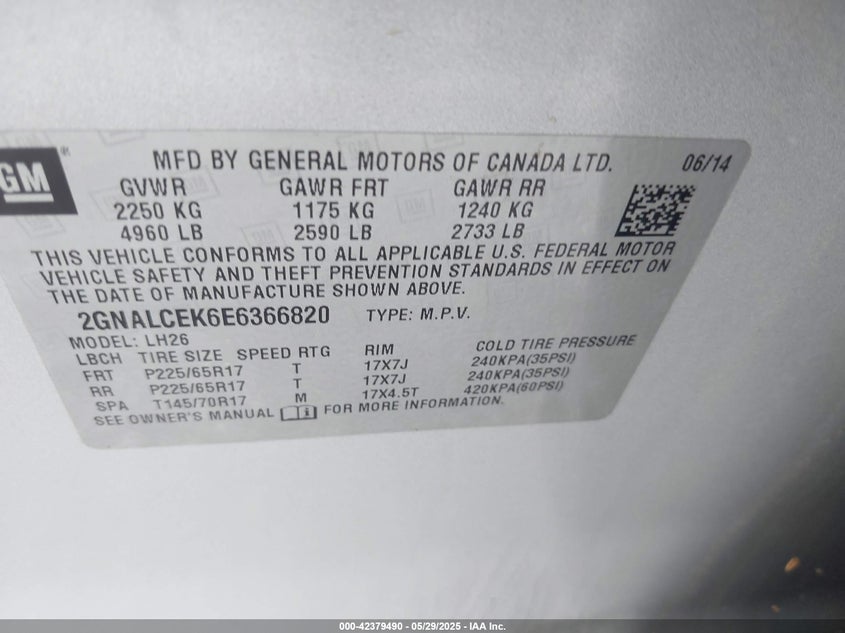 GM
MFD BY GENERAL MOTORS OF CANADA LTD. 06/14
GVWR GAWR FRT GAWR RR
2250 KG 1175 KG 1240 KG
4960 LB 2590 LB 2733 LB
THIS VEHICLE CONFORMS TO ALL APPLICABLE U.S. FEDERAL MOTOR
VEHICLE SAFETY AND THEFT PREVENTION STANDARDS IN EFFECT ON
THE DATE OF MANUFACTURE SHOWN ABOVE.
2GNALCEK6E6366820 TYPE: M.P.V.
MODEL: LH26
LBCH TIRE SIZE SPEED RTG RIM COLD TIRE PRESSURE
FRT P225/65R17 T 17X7J 240KPA(35PSI)
RR P225/65R17 T 17X7J 240KPA(35PSI)
SPA T145/70R17 M 17X4.5T 420KPA(60PSI)
SEE OWNER'S MANUAL FOR MORE INFORMATION.
000-42379490 - 05/29/2025 - IAA Inc.